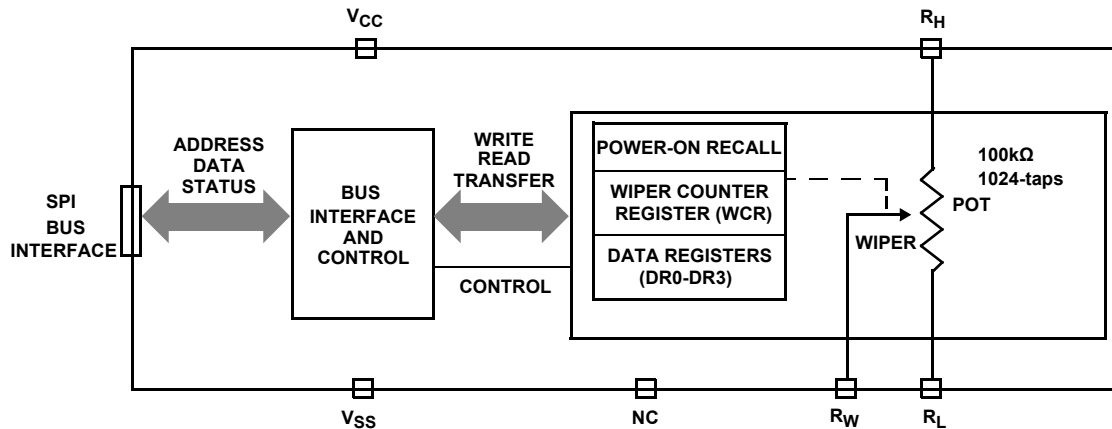 VCC
RH
ADDRESS
DATA
STATUS
SPI
BUS
INTERFACE
BUS
INTERFACE
AND
CONTROL
WRITE
READ
TRANSFER
CONTROL
POWER-ON RECALL
WIPER COUNTER
REGISTER (WCR)
DATA REGISTERS
(DR0-DR3)
100kΩ
1024-taps
POT
WIPER
VSS
NC
RW
RL